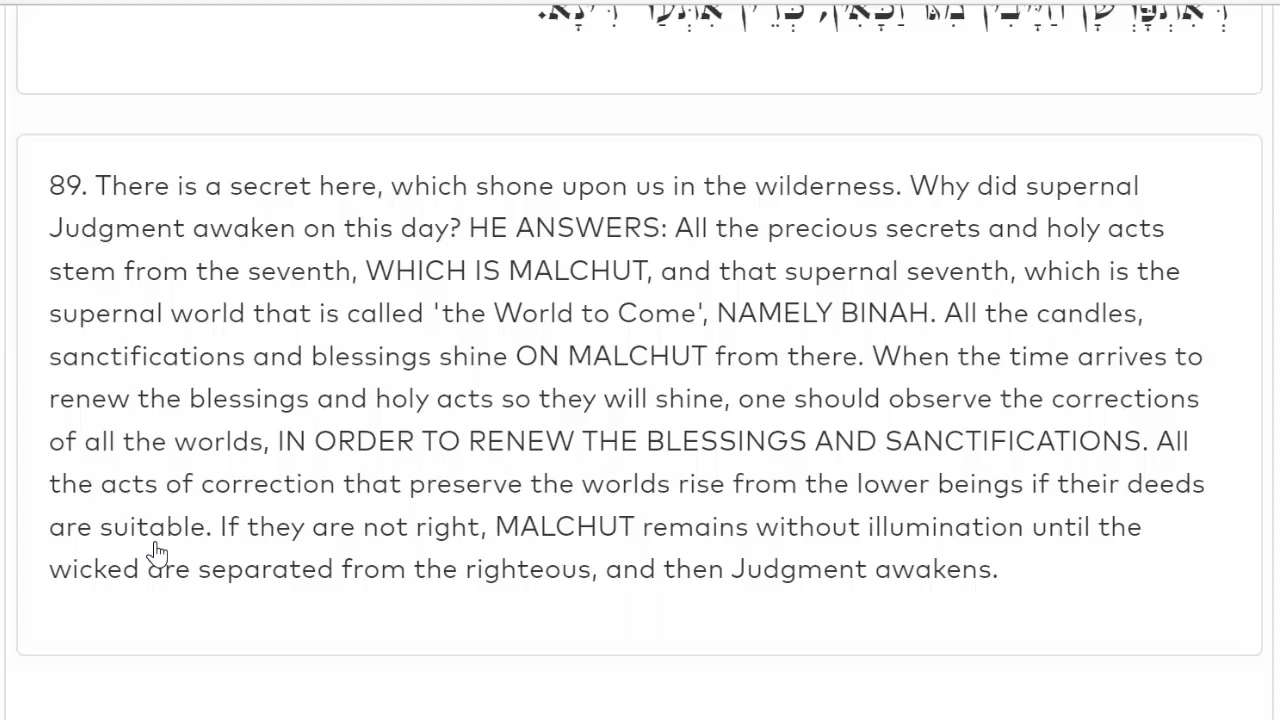 דְּאִתְפָּרְשָׁן חַיָּיבִין מִגּוֹ זַכָּאִין, כְּדֵין אִתְּעַר דִּינָא.
89. There is a secret here, which shone upon us in the wilderness. Why did supernal
Judgment awaken on this day? HE ANSWERS: All the precious secrets and holy acts
stem from the seventh, WHICH IS MALCHUT, and that supernal seventh, which is the
supernal world that is called 'the World to Come', NAMELY BINAH. All the candles,
sanctifications and blessings shine ON MALCHUT from there. When the time arrives to
renew the blessings and holy acts so they will shine, one should observe the corrections
of all the worlds, IN ORDER TO RENEW THE BLESSINGS AND SANCTIFICATIONS. All
the acts of correction that preserve the worlds rise from the lower beings if their deeds
are suitable. If they are not right, MALCHUT remains without illumination until the
wicked are separated from the righteous, and then Judgment awakens.